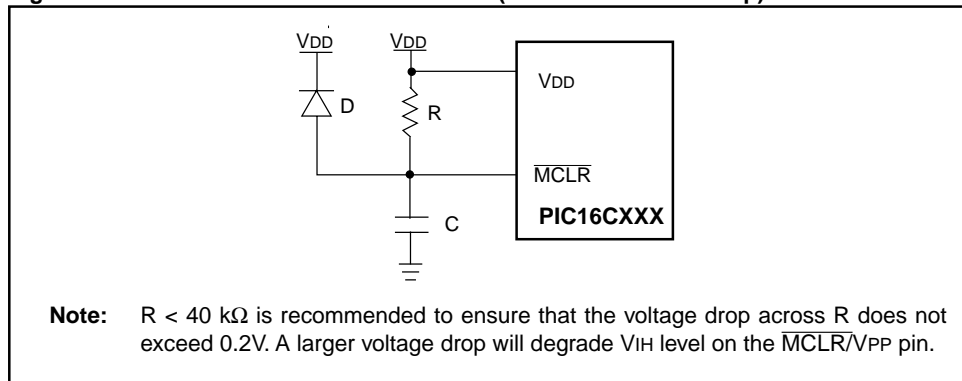 VDD VDD
VDD
D
R
MCLR
PIC16CXXX
C
Note: R < 40 kΩ is recommended to ensure that the voltage drop across R does not
exceed 0.2V. A larger voltage drop will degrade VIH level on the MCLR/VPP pin.